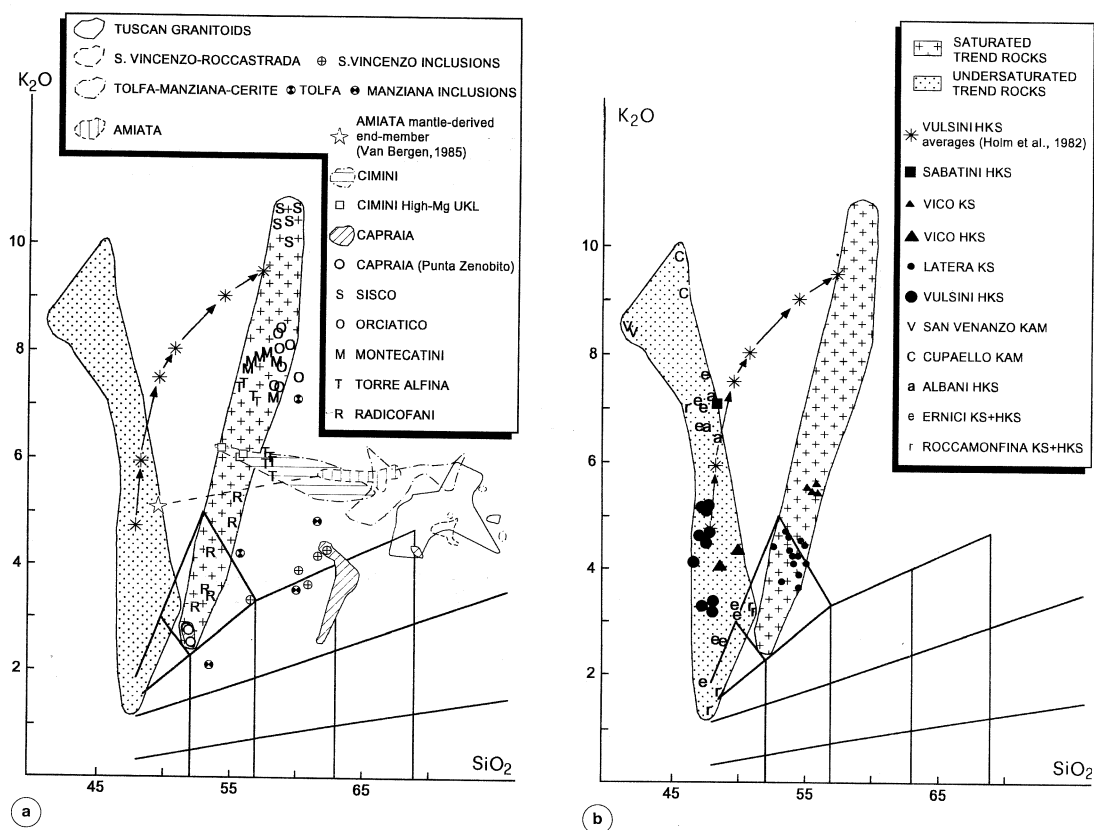 TUSCAN GRANITOIDS
S. VINCENZO-ROCCASTRADA S.VINCENZO INCLUSIONS
TOLFA-MANZIANA-CERITE TOLFA MANZIANA INCLUSIONS
AMIATA
AMIATA mantle-derived
end-member
(Van Bergen, 1985)
CIMINI
CIMINI High-Mg UKL
CAPRAIA
O CAPRAIA (Punta Zenobito)
S SISCO
O ORCIATICO
M MONTECATINI
T TORRE ALFINA
R RADICOFANI
K2O
10
8
6
4
2
45
55
65
SiO2
a
SATURATED
TREND ROCKS
UNDERSATURATED
TREND ROCKS
VULSINI HKS
averages (Holm et al., 1982)
SABATINI HKS
VICO KS
VICO HKS
LATERA KS
VULSINI HKS
V SAN VENANZO KAM
C CUPAELLO KAM
a ALBANI HKS
e ERNICI KS+HKS
r ROCCAMONFINA KS+HKS
K2O
10
8
6
4
2
45
55
65
SiO2
b